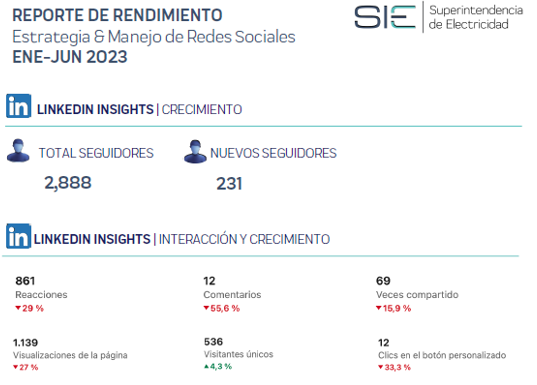 REPORTE DE RENDIMIENTO
Estrategia & Manejo de Redes Sociales
ENE-JUN 2023
SIE
Superintendencia
de Electricidad
in LINKEDIN INSIGHTS | CRECIMIENTO
TOTAL SEGUIDORES
2,888
NUEVOS SEGUIDORES
231
in LINKEDIN INSIGHTS | INTERACCIÓN Y CRECIMIENTO
861
Reacciones
▼29 %
12
Comentarios
▼55,6 %
69
Veces compartido
▼15,9 %
1.139
Visualizaciones de la página
▼27 %
536
Visitantes únicos
▲4,3 %
12
Clics en el botón personalizado
▼33,3 %